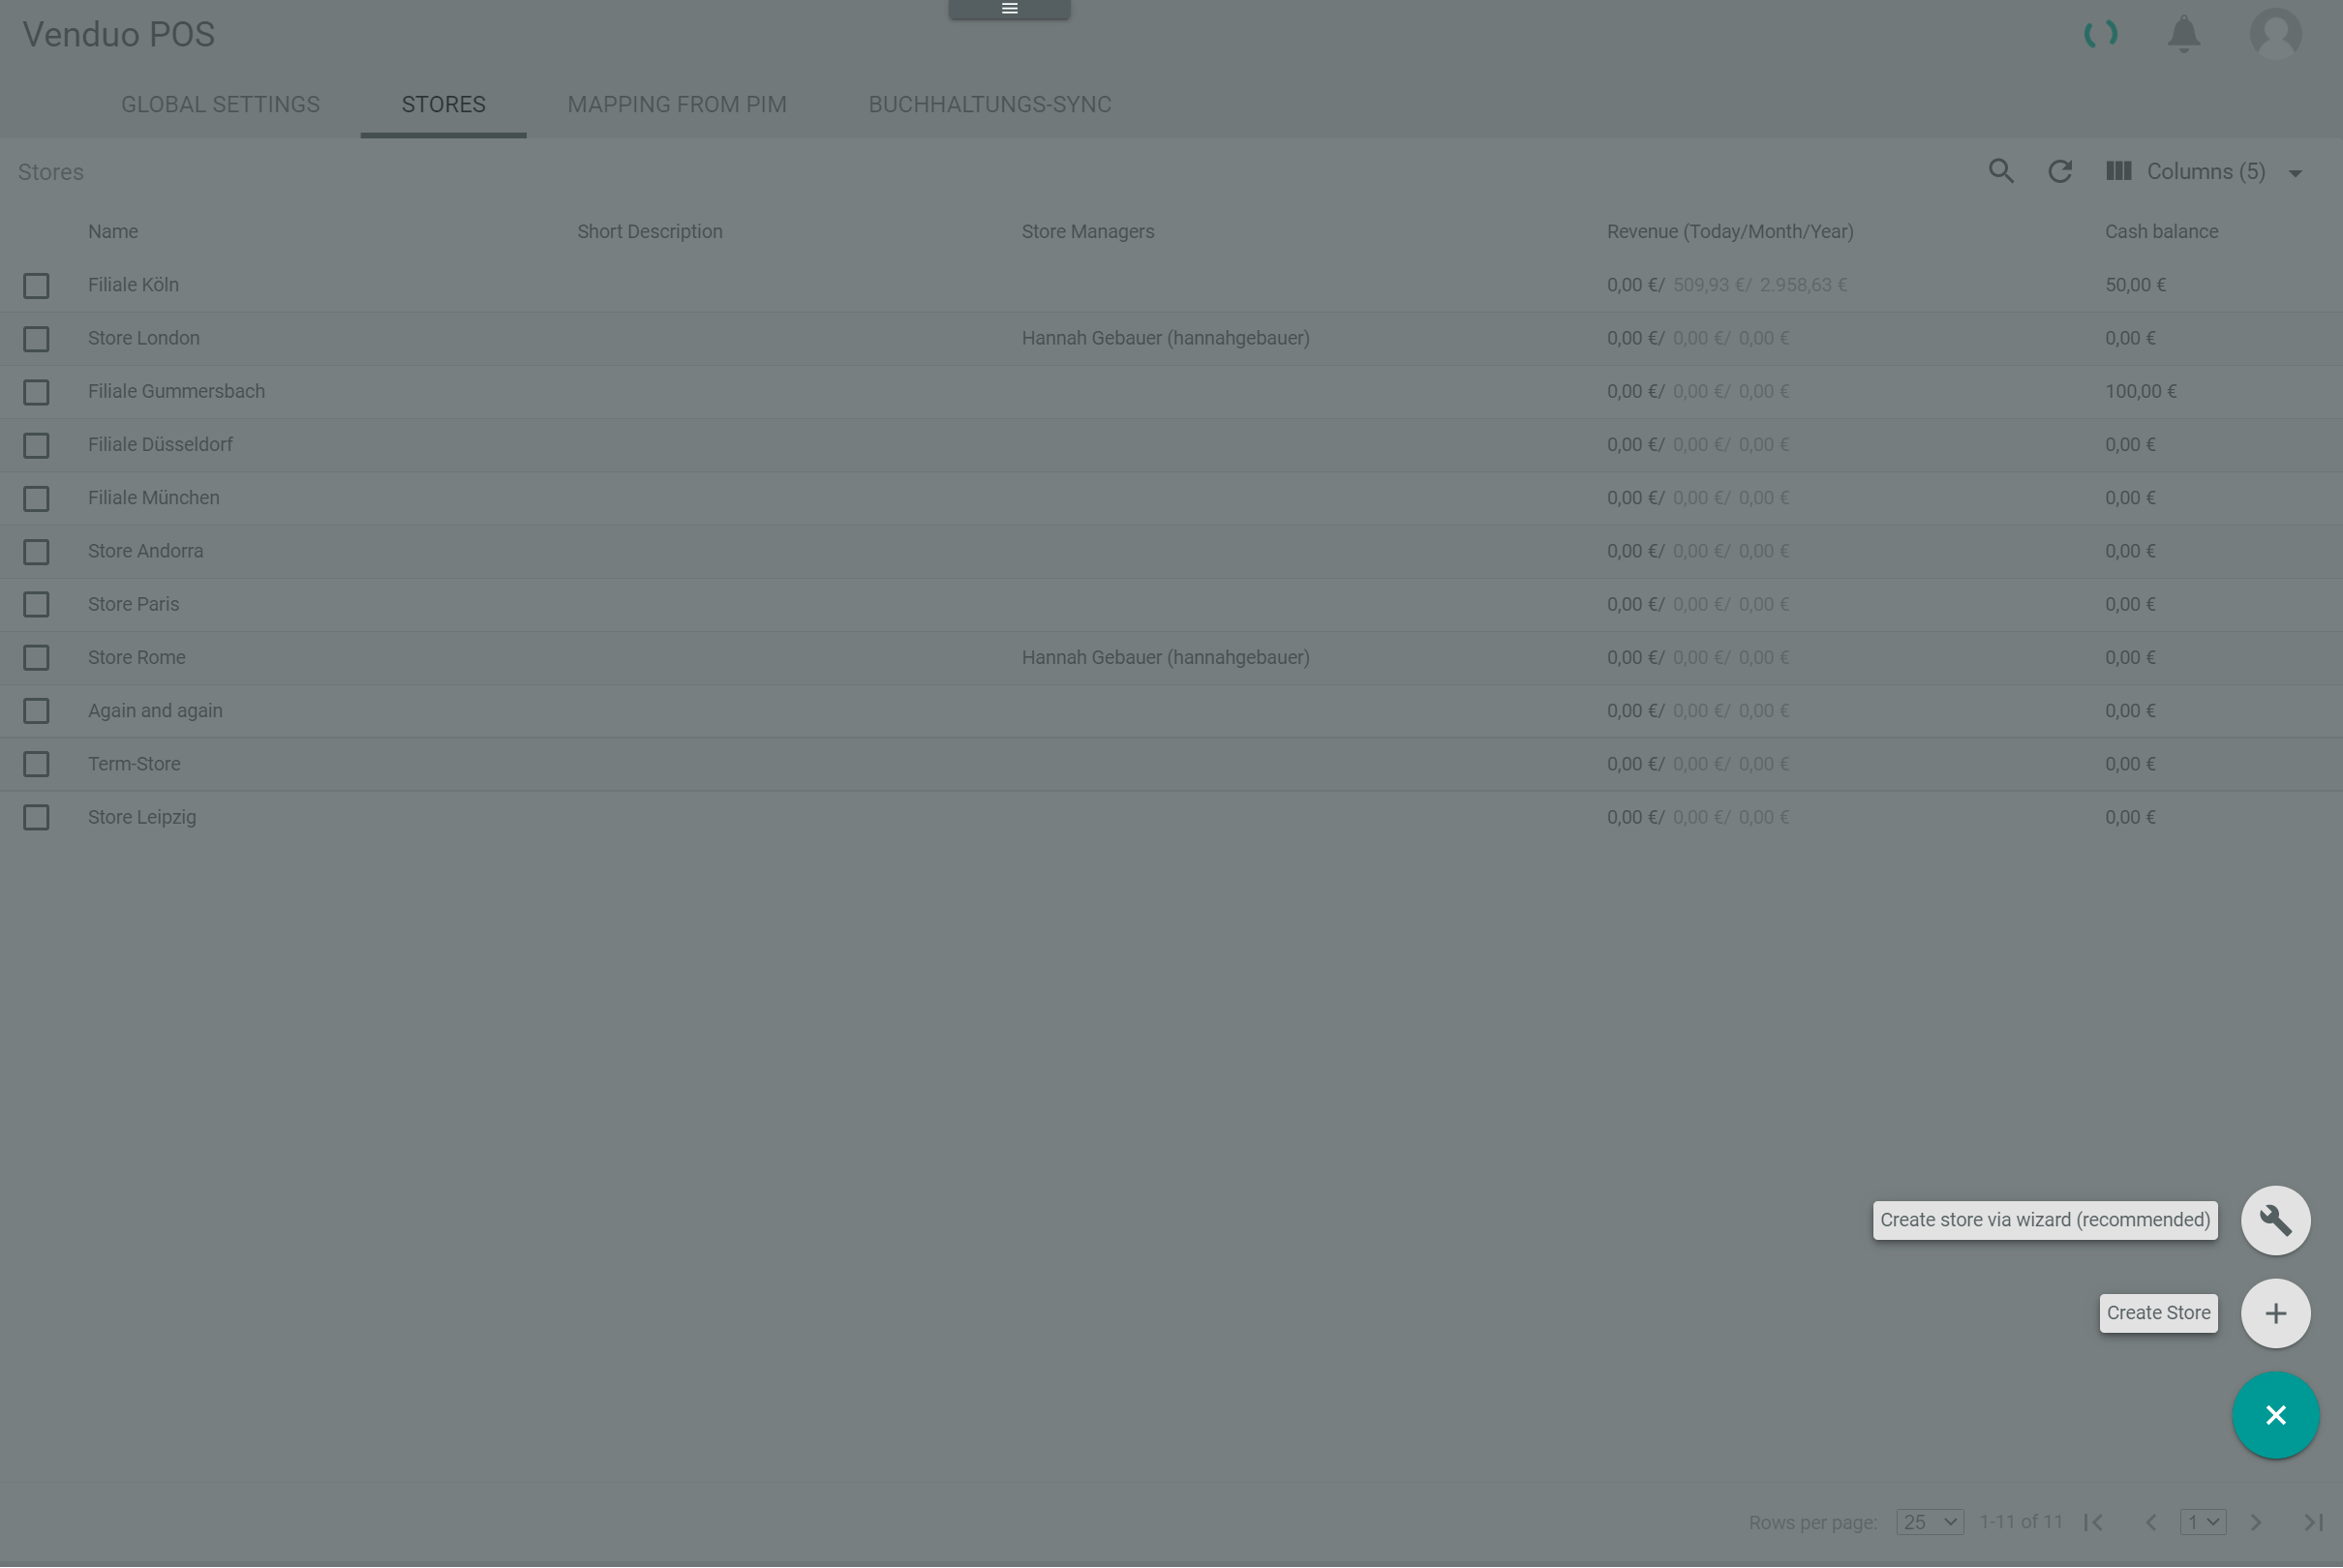 Venduo POS
GLOBAL SETTINGS STORES MAPPING FROM PIM BUCHHALTUNGS-SYNC
Stores Columns (5)
Name Short Description Store Managers Revenue (Today/Month/Year) Cash balance
Filiale Köln 0,00 €/ 509,93 €/ 2.958,63 € 50,00 €
Store London Hannah Gebauer (hannahgebauer) 0,00 €/ 0,00 €/ 0,00 € 0,00 €
Filiale Gummersbach 0,00 €/ 0,00 €/ 0,00 € 100,00 €
Filiale Düsseldorf 0,00 €/ 0,00 €/ 0,00 € 0,00 €
Filiale München 0,00 €/ 0,00 €/ 0,00 € 0,00 €
Store Andorra 0,00 €/ 0,00 €/ 0,00 € 0,00 €
Store Paris 0,00 €/ 0,00 €/ 0,00 € 0,00 €
Store Rome Hannah Gebauer (hannahgebauer) 0,00 €/ 0,00 €/ 0,00 € 0,00 €
Again and again 0,00 €/ 0,00 €/ 0,00 € 0,00 €
Term-Store 0,00 €/ 0,00 €/ 0,00 € 0,00 €
Store Leipzig 0,00 €/ 0,00 €/ 0,00 € 0,00 €
Create store via wizard (recommended)
Create Store
Rows per page: 25 1-11 of 11 1